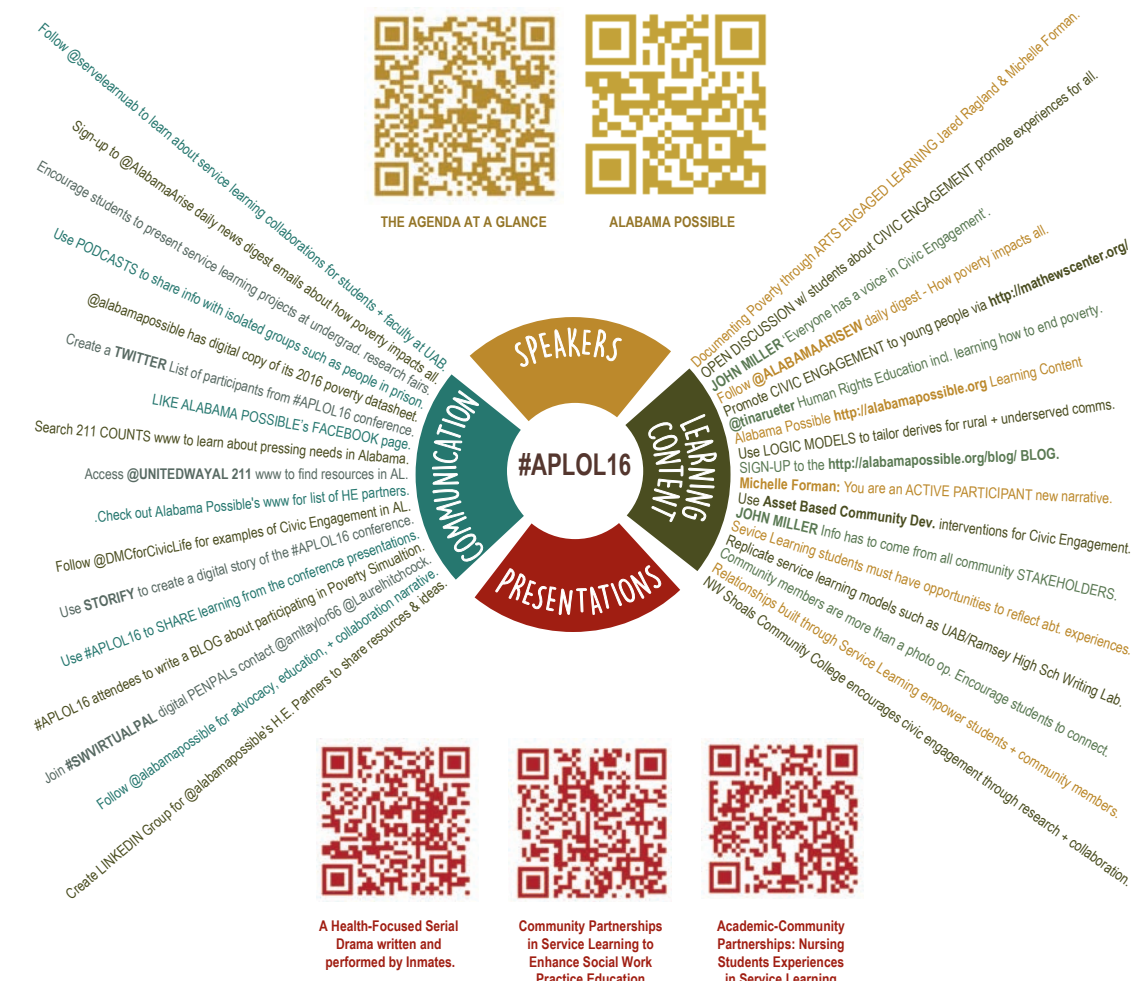 THE AGENDA AT A GLANCE
ALABAMA POSSIBLE
Follow @servelearnuab to learn about service learning collaborations for students + faculty at UAB.
Sign-up to @AlabamaArise daily news digest emails about how poverty impacts all.
Encourage students to present service learning projects at undergrad. research fairs.
Use PODCASTS to share info with isolated groups such as people in prison.
@alabamapossible has digital copy of its 2016 poverty datasheet.
Create a TWITTER List of participants from #APLOL16 conference.
LIKE ALABAMA POSSIBLE's FACEBOOK page.
Search 211 COUNTS www to learn about pressing needs in Alabama.
Access @UNITEDWAYAL 211 www to find resources in AL.
.Check out Alabama Possible's www for list of HE partners.
Follow @DMCforCivicLife for examples of Civic Engagement in AL.
Use STORIFY to create a digital story of the #APLOL16 conference.
Use #APLOL16 to SHARE learning from the conference presentations.
#APLOL16 attendees to write a BLOG about participating in Poverty Simualtion.
Join #SWVIRTUALPAL digital PENPALs contact @amltaylor66 @Laurelhitchcock.
Follow @alabamapossible for advocacy, education, + collaboration narrative.
Create LINKEDIN Group for @alabamapossible's H.E. Partners to share resources & ideas.
SPEAKERS
COMMUNICATION
#APLOL16
LEARNING
CONTENT
PRESENTATIONS
Documenting Poverty through ARTS ENGAGED LEARNING Jared Ragland & Michelle Forman.
OPEN DISCUSSION w/ students about CIVIC ENGAGEMENT promote experiences for all.
JOHN MILLER 'Everyone has a voice in Civic Engagement'.
Follow @ALABAMAARISEW daily digest - How poverty impacts all.
Promote CIVIC ENGAGEMENT to young people via http://mathewscenter.org/
@tinarueter Human Rights Education incl. learning how to end poverty.
Alabama Possible http://alabamapossible.org Learning Content
Use LOGIC MODELS to tailor derives for rural + underserved comms.
SIGN-UP to the http://alabamapossible.org/blog/ BLOG.
Michelle Forman: You are an ACTIVE PARTICIPANT new narrative.
Use Asset Based Community Dev. interventions for Civic Engagement.
JOHN MILLER Info has to come from all community STAKEHOLDERS.
Sevice Learning students must have opportunities to reflect abt. experiences.
Replicate service learning models such as UAB/Ramsey High Sch Writing Lab.
Community members are more than a photo op. Encourage students to connect.
Relationships built through Service Learning empower students + community members.
NW Shoals Community College encourages civic engagement through research + collaboration.
A Health-Focused Serial
Drama written and
performed by Inmates.
Community Partnerships
in Service Learning to
Enhance Social Work
Practice Education
Academic-Community
Partnerships: Nursing
Students Experiences
in Service Learning